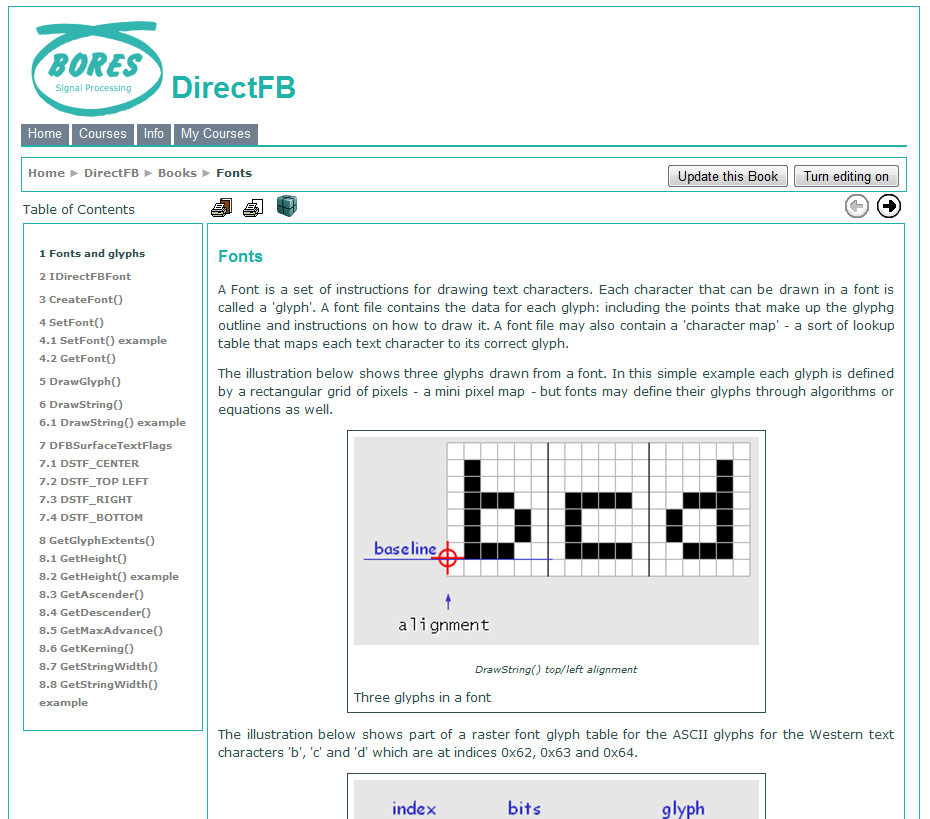 BORES
Signal Processing
DirectFB
Home Courses Info My Courses
Home ► DirectFB ► Books ► Fonts
Update this Book Turn editing on
Table of Contents
1 Fonts and glyphs
2 IDirectFBFont
3 CreateFont()
4 SetFont()
4.1 SetFont() example
4.2 GetFont()
5 DrawGlyph()
6 DrawString()
6.1 DrawString() example
7 DFBSurfaceTextFlags
7.1 DSTF_CENTER
7.2 DSTF_TOP LEFT
7.3 DSTF_RIGHT
7.4 DSTF_BOTTOM
8 GetGlyphExtents()
8.1 GetHeight()
8.2 GetHeight() example
8.3 GetAscender()
8.4 GetDescender()
8.5 GetMaxAdvance()
8.6 GetKerning()
8.7 GetStringWidth()
8.8 GetStringWidth()
example
Fonts
A Font is a set of instructions for drawing text characters. Each character that can be drawn in a font is
called a 'glyph'. A font file contains the data for each glyph: including the points that make up the glyphg
outline and instructions on how to draw it. A font file may also contain a 'character map' - a sort of lookup
table that maps each text character to its correct glyph.
The illustration below shows three glyphs drawn from a font. In this simple example each glyph is defined
by a rectangular grid of pixels - a mini pixel map - but fonts may define their glyphs through algorithms or
equations as well.
b c d
baseline
alignment
DrawString() top/left alignment
Three glyphs in a font
The illustration below shows part of a raster font glyph table for the ASCII glyphs for the Western text
characters 'b', 'c' and 'd' which are at indices 0x62, 0x63 and 0x64.
index bits glyph